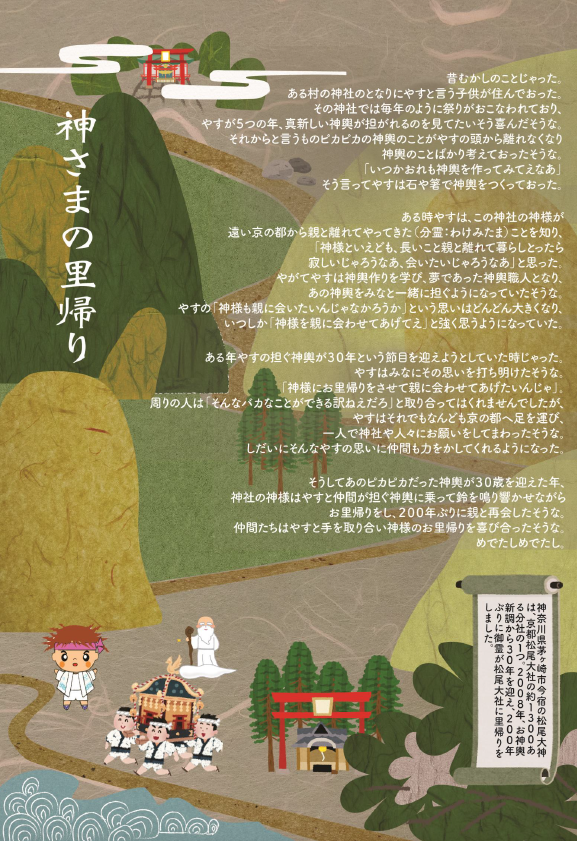 神さまの里帰り
昔むかしのことじゃった。
ある村の神社のとなりにやすと言う子供が住んでおった。
その神社では毎年のように祭りがおこなわれており、
やすが5つの年、真新しい神輿が担がれるのを見てたいそう喜んだそうな。
それからと言うものピカピカの神輿のことがやすの頭から離れなくなり
神輿のことばかり考えておったそうな。
「いつかおれも神輿を作ってみてえなあ」
そう言ってやすは石や箸で神輿をつくっておった。
ある時やすは、この神社の神様が
遠い京の都から親と離れてやってきた（分霊：わけみたま）ことを知り、
「神様といえども、長いこと親と離れて暮らしとったら
寂しいじゃろうなあ、会いたいじゃろうなあ」と思った。
やがてやすは神輿作りを学び、夢であった神輿職人となり、
あの神輿をみなと一緒に担ぐようになっていたそうな。
やすの「神様も親に会いたいんじゃなかろうか」という思いはどんどん大きくなり、
いつしか「神様を親に会わせてあげてえ」と強く思うようになっていた。
ある年やすの担ぐ神輿が30年という節目を迎えようとしていた時じゃった。
やすはみなにその思いを打ち明けたそうな。
「神様にお里帰りをさせて親に会わせてあげたいんじゃ」。
周りの人は「そんなバカなことができる訳ねえだろ」と取り合ってはくれませんでしたが、
やすはそれでもなんども京の都へ足を運び、
一人で神社や人々にお願いをしてまわったそうな。
しだいにそんなやすの思いに仲間も力をかしてくれるようになった。
そうしてあのピカピカだった神輿が30歳を迎えた年、
神社の神様はやすと仲間が担ぐ神輿に乗って鈴を鳴り響かせながら
お里帰りをし、200年ぶりに親と再会したそうな。
仲間たちはやすと手を取り合い神様のお里帰りを喜び合ったそうな。
めでたしめでたし。
神奈川県茅ヶ崎市今宿の松尾大神
は、京都松尾大社の約1300あ
る分社の1つ。2008年、お神輿
新調から30年を迎え、200年
ぶりに御霊が松尾大社に里帰りを
しました。